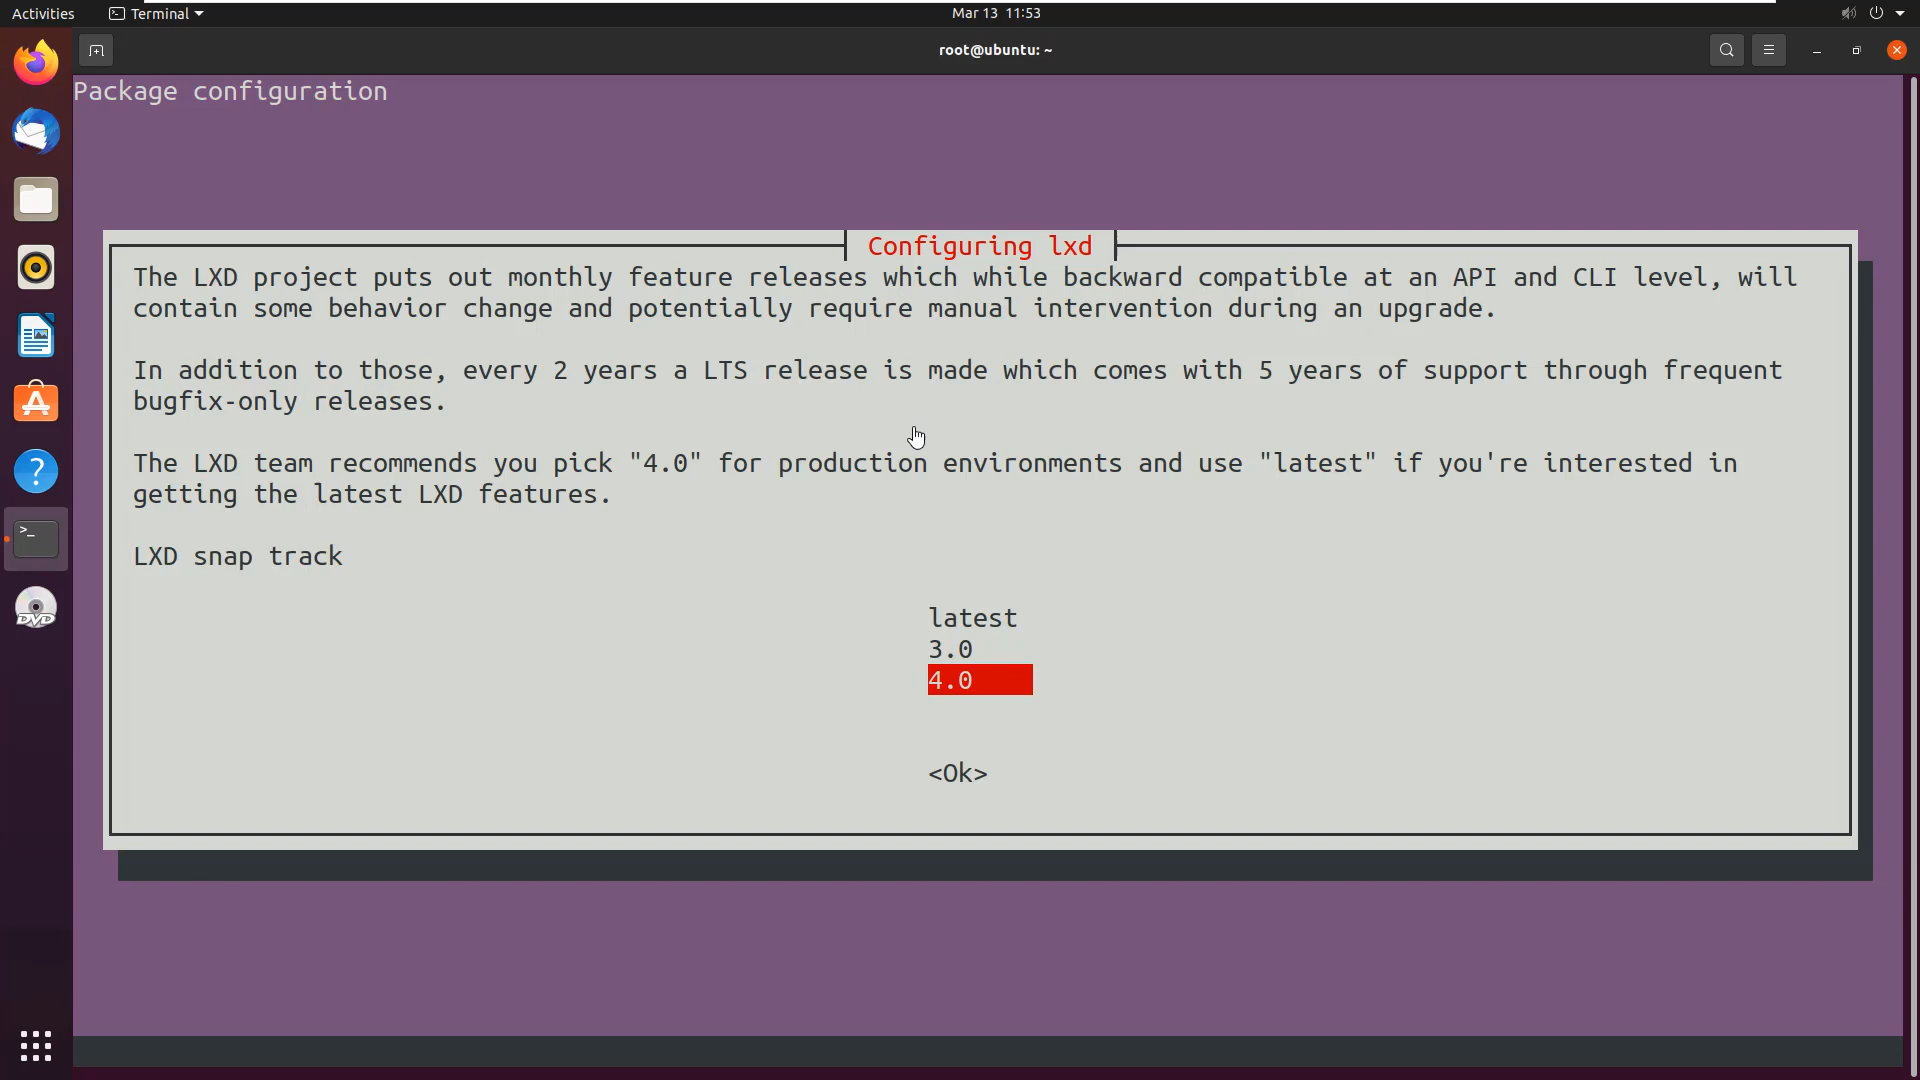 Activities
Terminal
Mar 13 11:53
root@ubuntu: ~
Package configuration
Configuring lxd
The LXD project puts out monthly feature releases which while backward compatible at an API and CLI level, will
contain some behavior change and potentially require manual intervention during an upgrade.
In addition to those, every 2 years a LTS release is made which comes with 5 years of support through frequent
bugfix-only releases.
The LXD team recommends you pick "4.0" for production environments and use "latest" if you're interested in
getting the latest LXD features.
LXD snap track
latest
3.0
4.0
<Ok>
>_
DVD